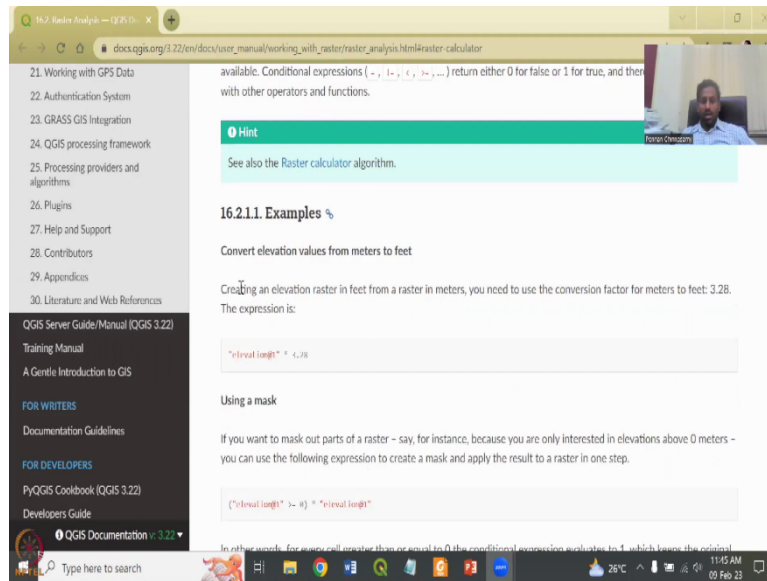 16.2. Raster Analysis — QGIS Do
docs.qgis.org/3.22/en/docs/user_manual/working_with_raster/raster_analysis.html#raster-calculator
21. Working with GPS Data
22. Authentication System
23. GRASS GIS Integration
24. QGIS processing framework
25. Processing providers and
algorithms
26. Plugins
27. Help and Support
28. Contributors
29. Appendices
30. Literature and Web References
QGIS Server Guide/Manual (QGIS 3.22)
Training Manual
A Gentle Introduction to GIS
FOR WRITERS
Documentation Guidelines
FOR DEVELOPERS
PyQGIS Cookbook (QGIS 3.22)
Developers Guide
QGIS Documentation v: 3.22
available. Conditional expressions ( =, !=, <, >=, ...) return either 0 for false or 1 for true, and ther
with other operators and functions.
Hint
See also the Raster calculator algorithm.
16.2.1.1. Examples
Convert elevation values from meters to feet
Creating an elevation raster in feet from a raster in meters, you need to use the conversion factor for meters to feet: 3.28.
The expression is:
"elevation@1" * 3.28
Using a mask
If you want to mask out parts of a raster – say, for instance, because you are only interested in elevations above 0 meters –
you can use the following expression to create a mask and apply the result to a raster in one step.
("elevation@1" >= 0) * "elevation@1"
In other words, for every cell greater than or equal to 0 the conditional expression evaluates to 1, which keeps the original
NPTEL
Type here to search
26°C
11:45 AM
09 Feb 23